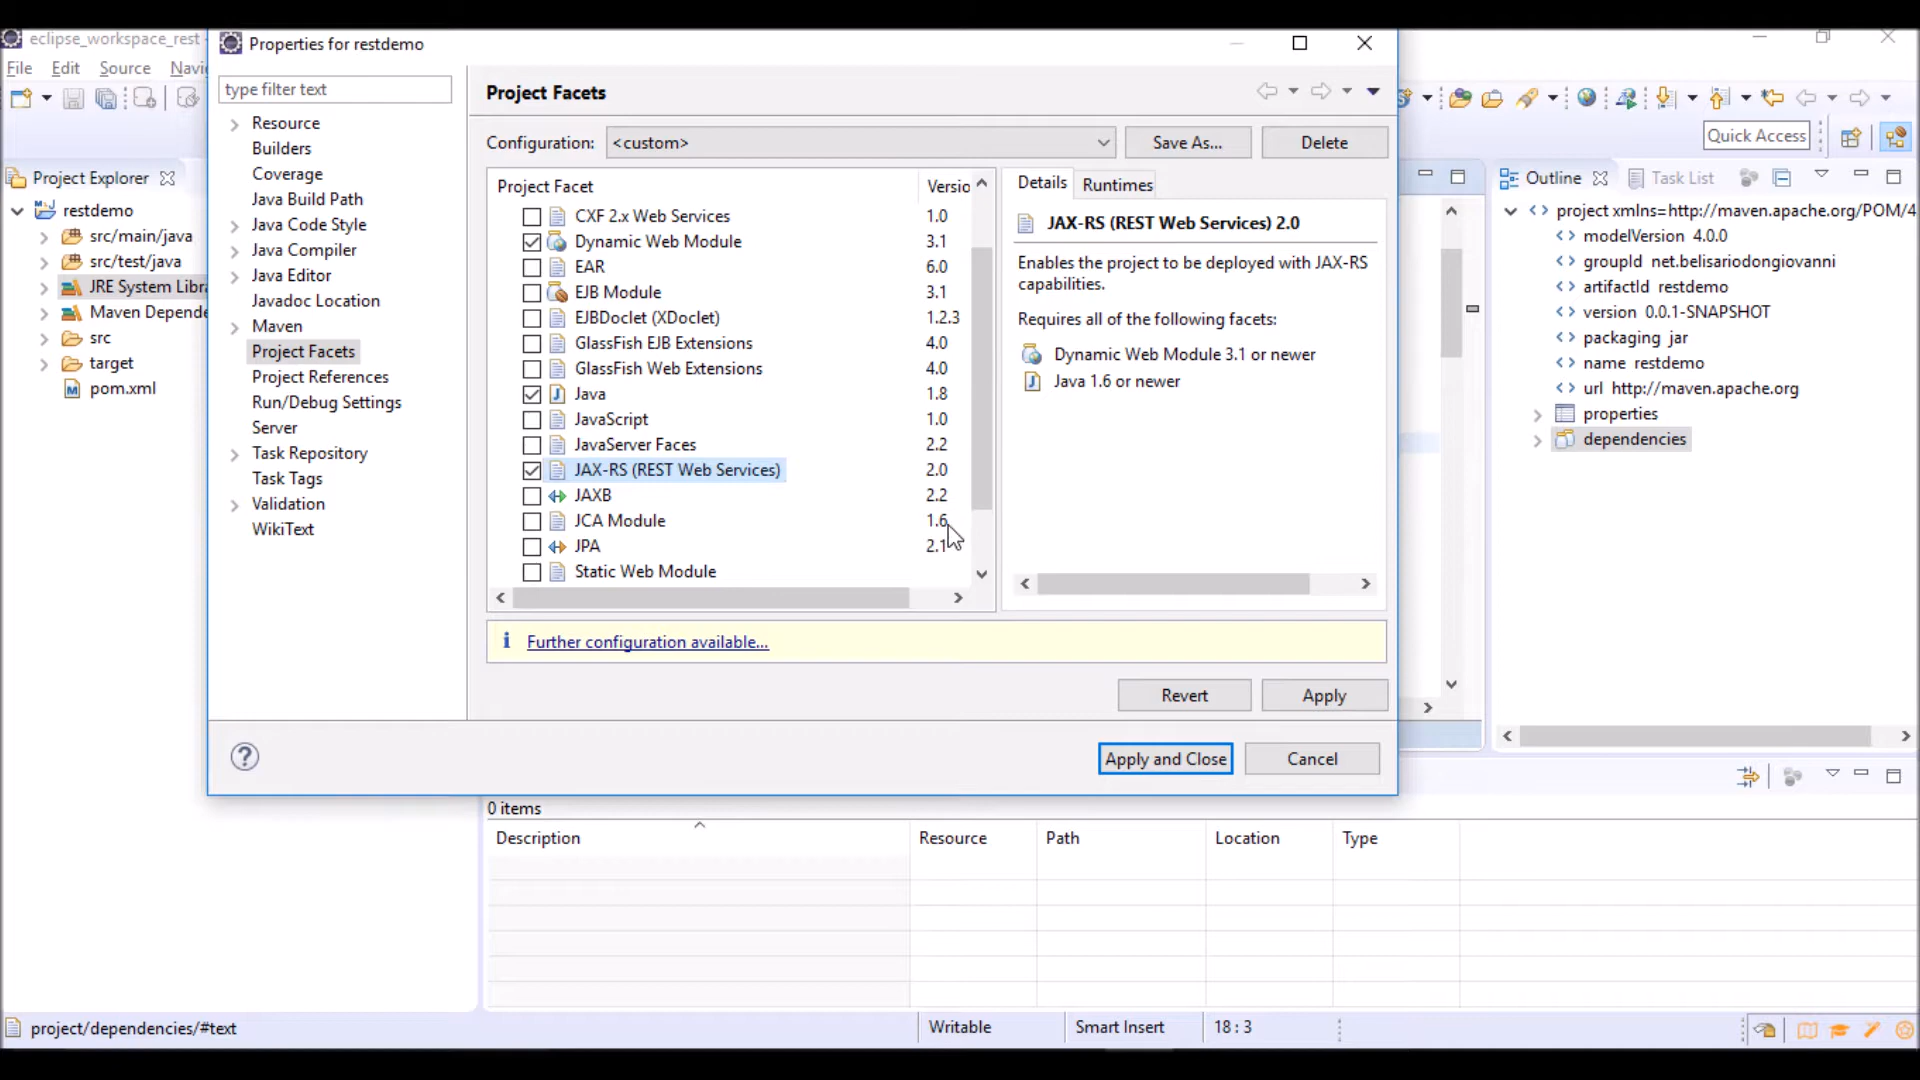 eclipse_workspace_rest -
Properties for restdemo
File Edit Source Navi
type filter text
Project Facets
Quick Access
Configuration: <custom> Save As... Delete
Project Explorer
restdemo
src/main/java
src/test/java
JRE System Libra
Maven Depende
src
target
pom.xml
Resource
Builders
Coverage
Java Build Path
Java Code Style
Java Compiler
Java Editor
Javadoc Location
Maven
Project Facets
Project References
Run/Debug Settings
Server
Task Repository
Task Tags
Validation
WikiText
Project Facet Versio
CXF 2.x Web Services 1.0
Dynamic Web Module 3.1
EAR 6.0
EJB Module 3.1
EJBDoclet (XDoclet) 1.2.3
GlassFish EJB Extensions 4.0
GlassFish Web Extensions 4.0
Java 1.8
JavaScript 1.0
JavaServer Faces 2.2
JAX-RS (REST Web Services) 2.0
JAXB 2.2
JCA Module 1.6
JPA 2.1
Static Web Module
Details Runtimes
JAX-RS (REST Web Services) 2.0
Enables the project to be deployed with JAX-RS
capabilities.
Requires all of the following facets:
Dynamic Web Module 3.1 or newer
Java 1.6 or newer
Further configuration available...
Revert Apply
Apply and Close Cancel
Outline Task List
project xmlns=http://maven.apache.org/POM/4
modelVersion 4.0.0
groupId net.belisariodongiovanni
artifactId restdemo
version 0.0.1-SNAPSHOT
packaging jar
name restdemo
url http://maven.apache.org
properties
dependencies
0 items
Description Resource Path Location Type
project/dependencies/#text Writable Smart Insert 18 : 3